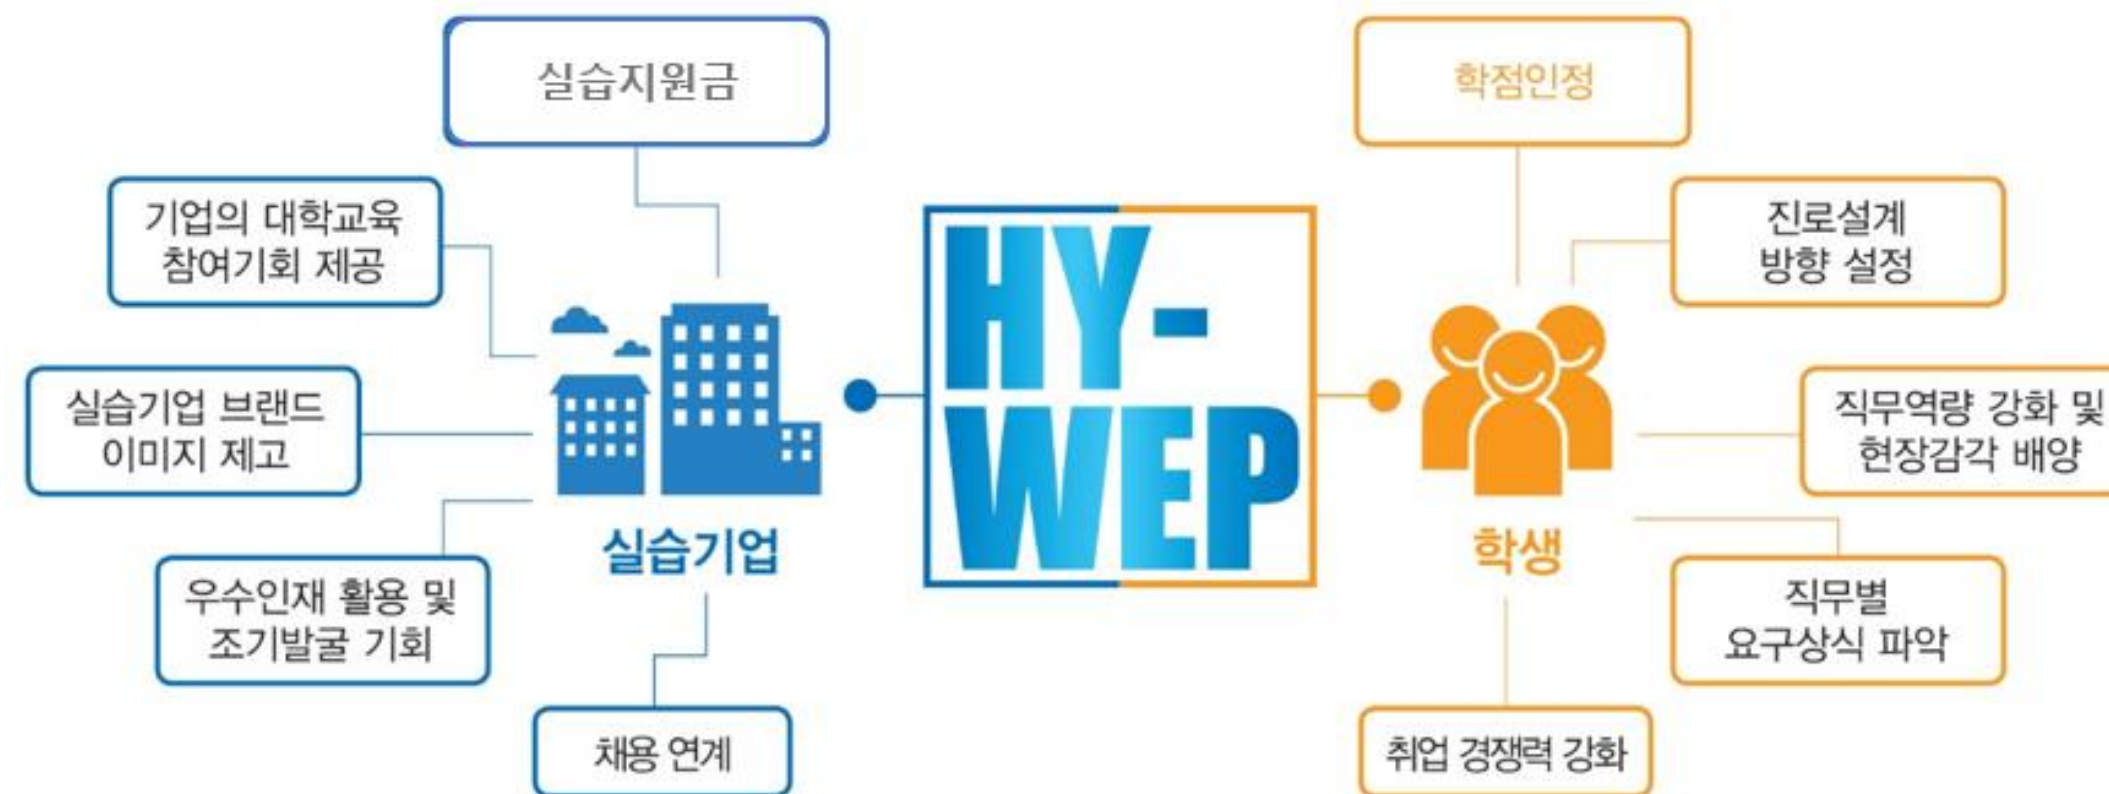 실습지원금
기업의 대학교육
참여기회 제공
실습기업 브랜드
이미지 제고
우수인재 활용 및
조기발굴 기회
채용 연계
실습기업
HY-
WEP
학점인정
진로설계
방향 설정
직무역량 강화 및
현장감각 배양
직무별
요구상식 파악
취업 경쟁력 강화
학생